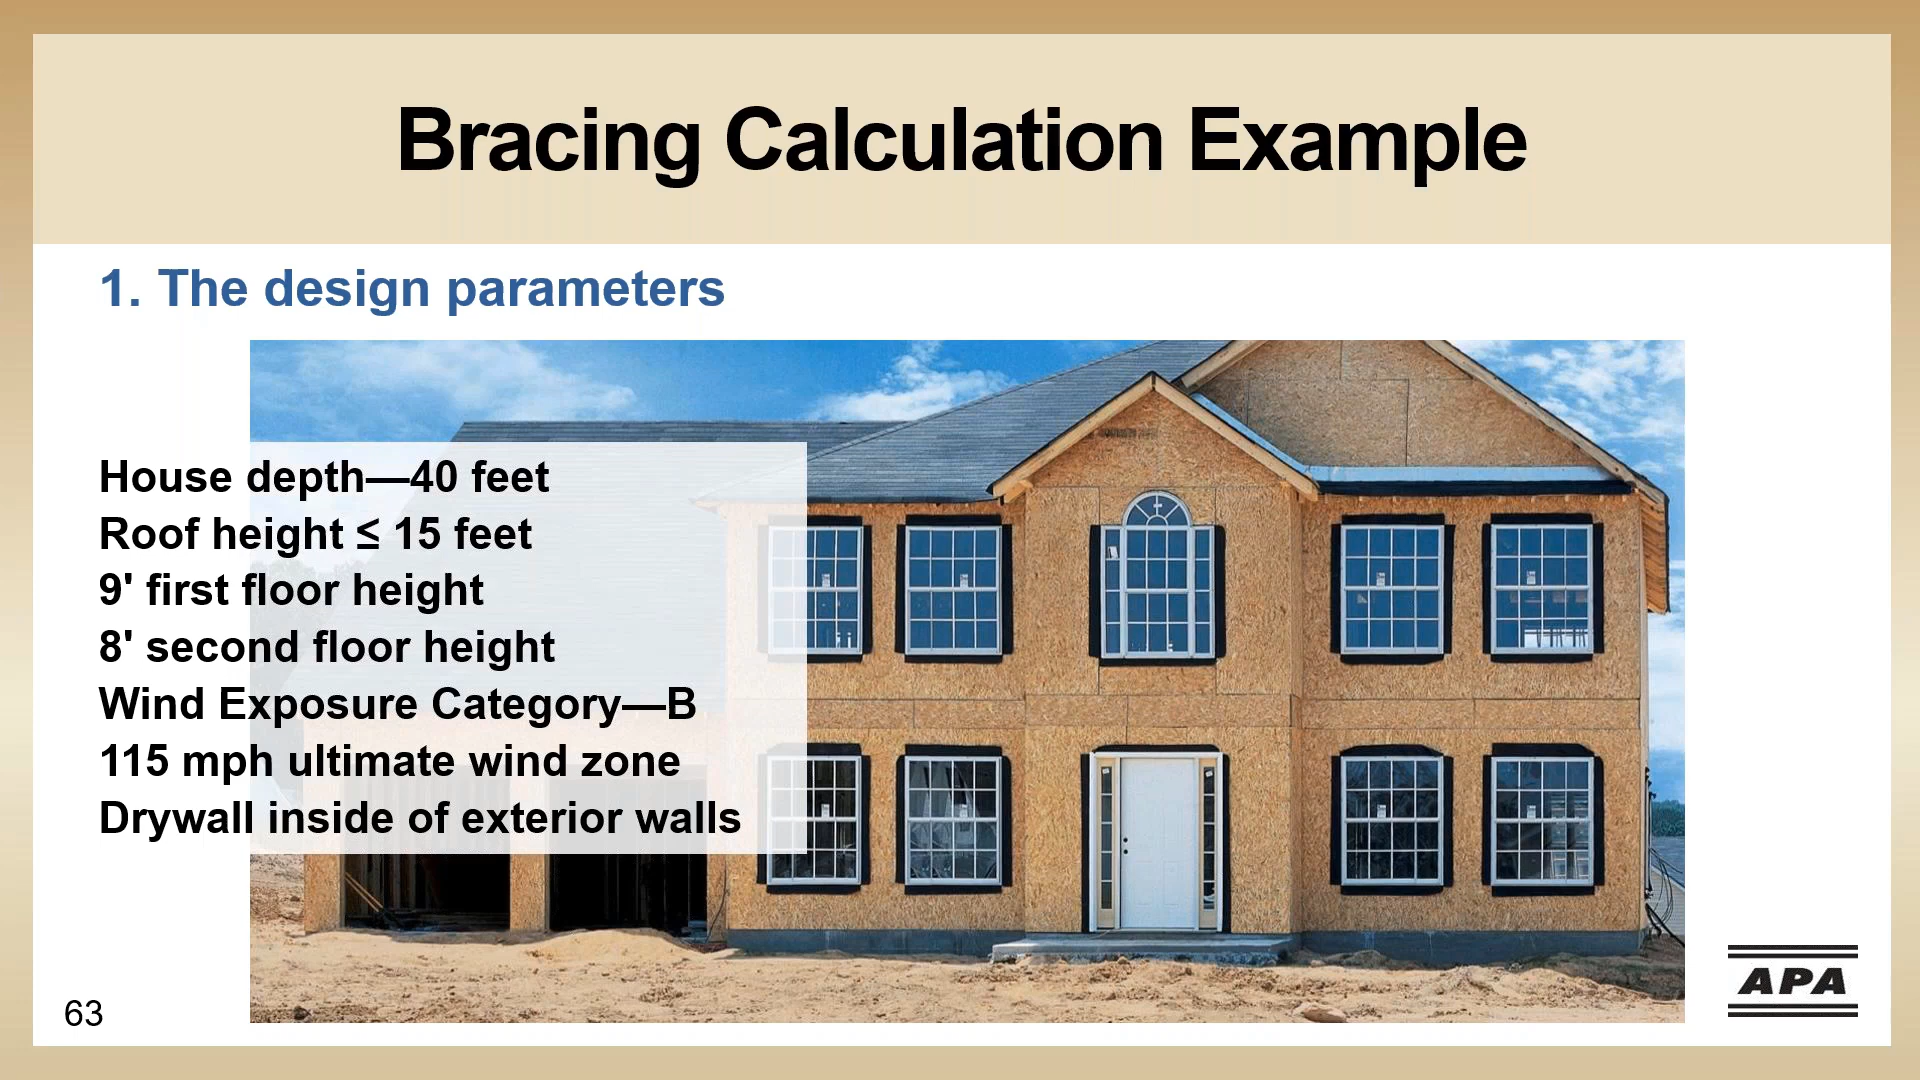 Bracing Calculation Example
1. The design parameters
House depth—40 feet
Roof height ≤ 15 feet
9' first floor height
8' second floor height
Wind Exposure Category—B
115 mph ultimate wind zone
Drywall inside of exterior walls
63
APA